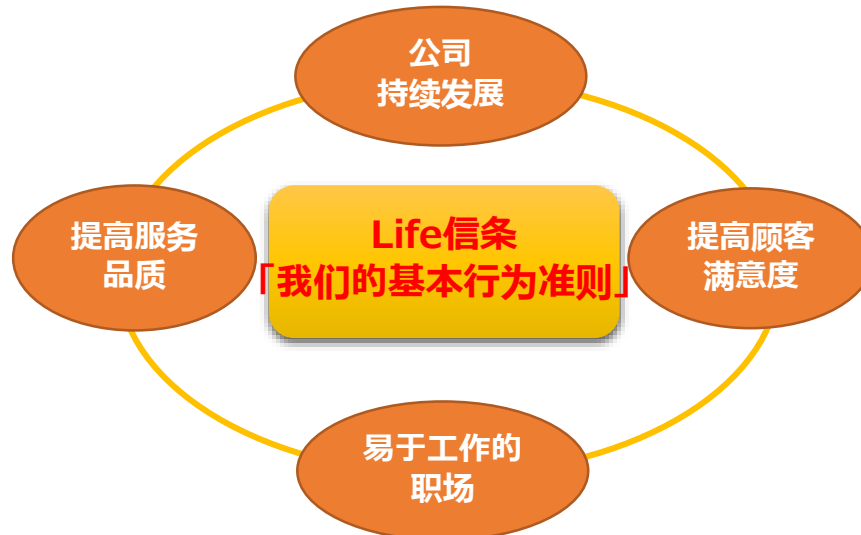 公司
持续发展
提高服务
品质
Life信条
「我们的基本行为准则」
提高顾客
满意度
易于工作的
职场